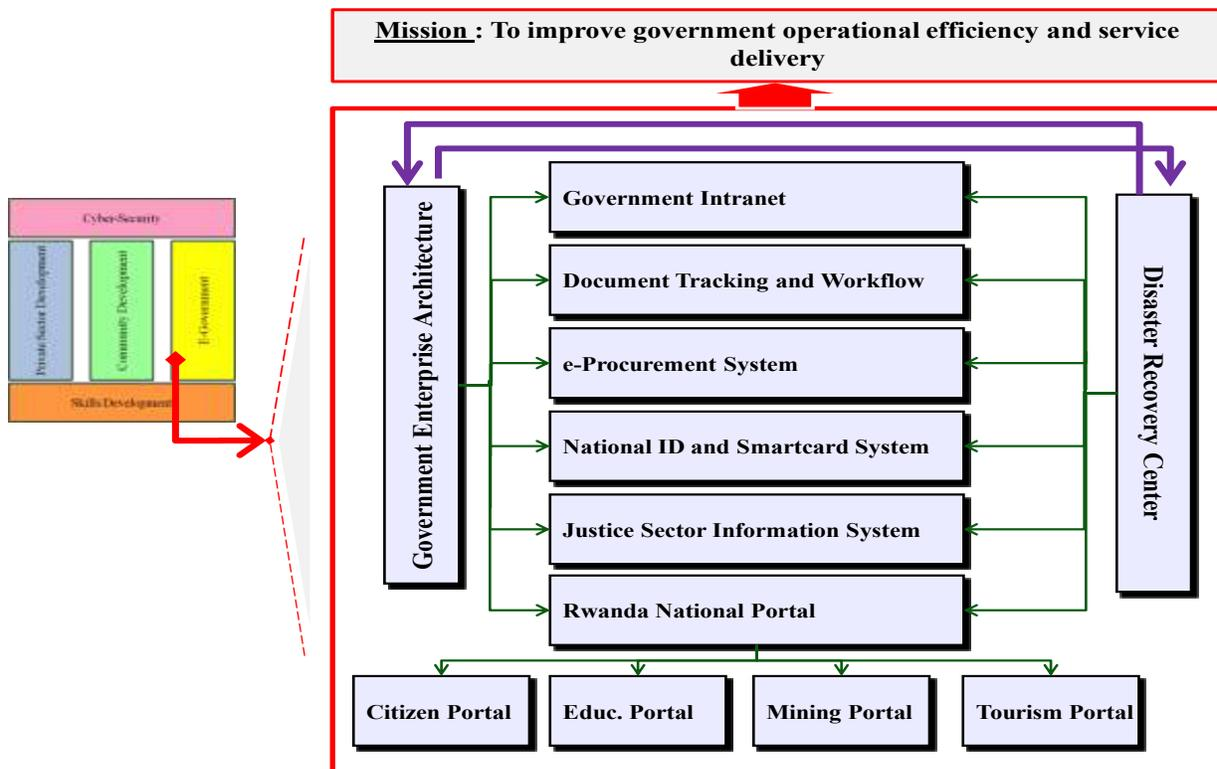 Mission : To improve government operational efficiency and service
delivery
Cyber-Security
Private Sector Development
Community Development
E-Government
Skills Development
Government Enterprise Architecture
Government Intranet
Document Tracking and Workflow
e-Procurement System
National ID and Smartcard System
Justice Sector Information System
Rwanda National Portal
Disaster Recovery Center
Citizen Portal
Educ. Portal
Mining Portal
Tourism Portal